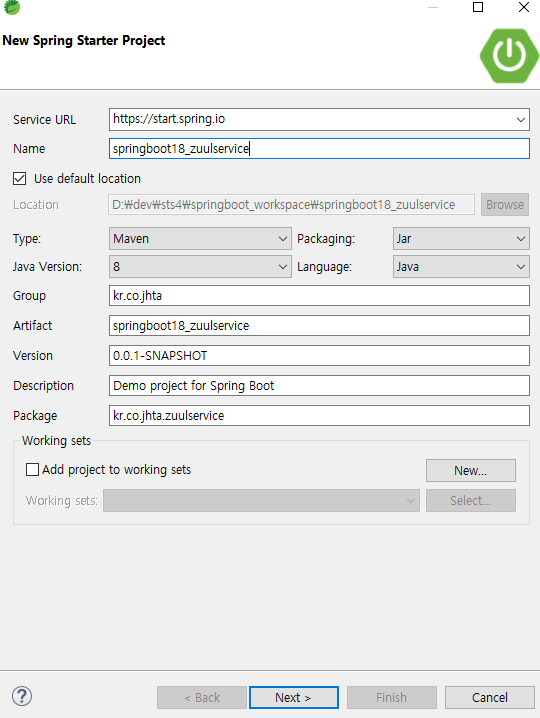 New Spring Starter Project
Service URL https://start.spring.io
Name springboot18_zuulservice
Use default location
Location D:₩dev₩sts4₩springboot_workspace₩springboot18_zuulservice Browse
Type: Maven Packaging: Jar
Java Version: 8 Language: Java
Group kr.co.jhta
Artifact springboot18_zuulservice
Version 0.0.1-SNAPSHOT
Description Demo project for Spring Boot
Package kr.co.jhta.zuulservice
Working sets
Add project to working sets New...
Working sets: Select...
? < Back Next > Finish Cancel